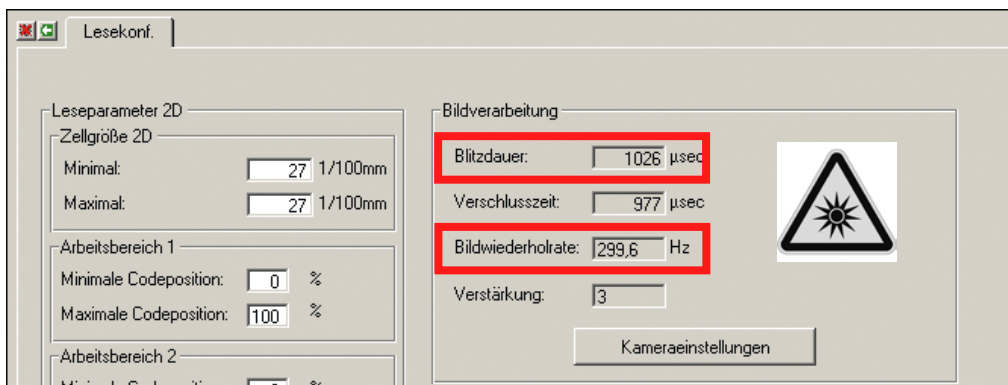 Lesekonf.
Leseparameter 2D
Zellgröße 2D
Minimal: 27 1/100mm
Maximal: 27 1/100mm
Arbeitsbereich 1
Minimale Codeposition: 0 %
Maximale Codeposition: 100 %
Arbeitsbereich 2
Bildverarbeitung
Blitzdauer: 1026 µsec
Verschlusszeit: 977 µsec
Bildwiederholrate: 299,6 Hz
Verstärkung: 3
Kameraeinstellungen